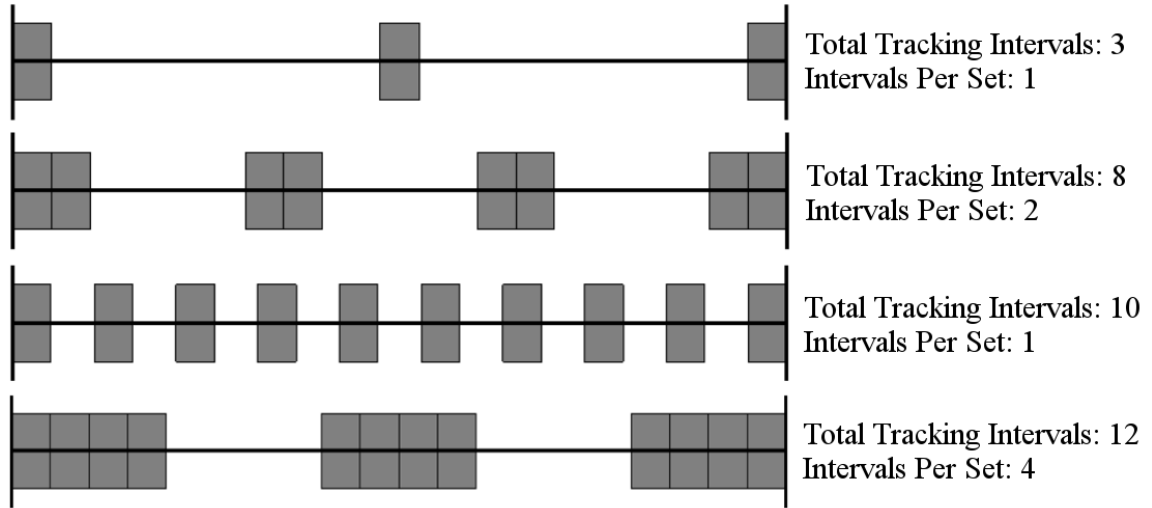 Total Tracking Intervals: 3
Intervals Per Set: 1
Total Tracking Intervals: 8
Intervals Per Set: 2
Total Tracking Intervals: 10
Intervals Per Set: 1
Total Tracking Intervals: 12
Intervals Per Set: 4